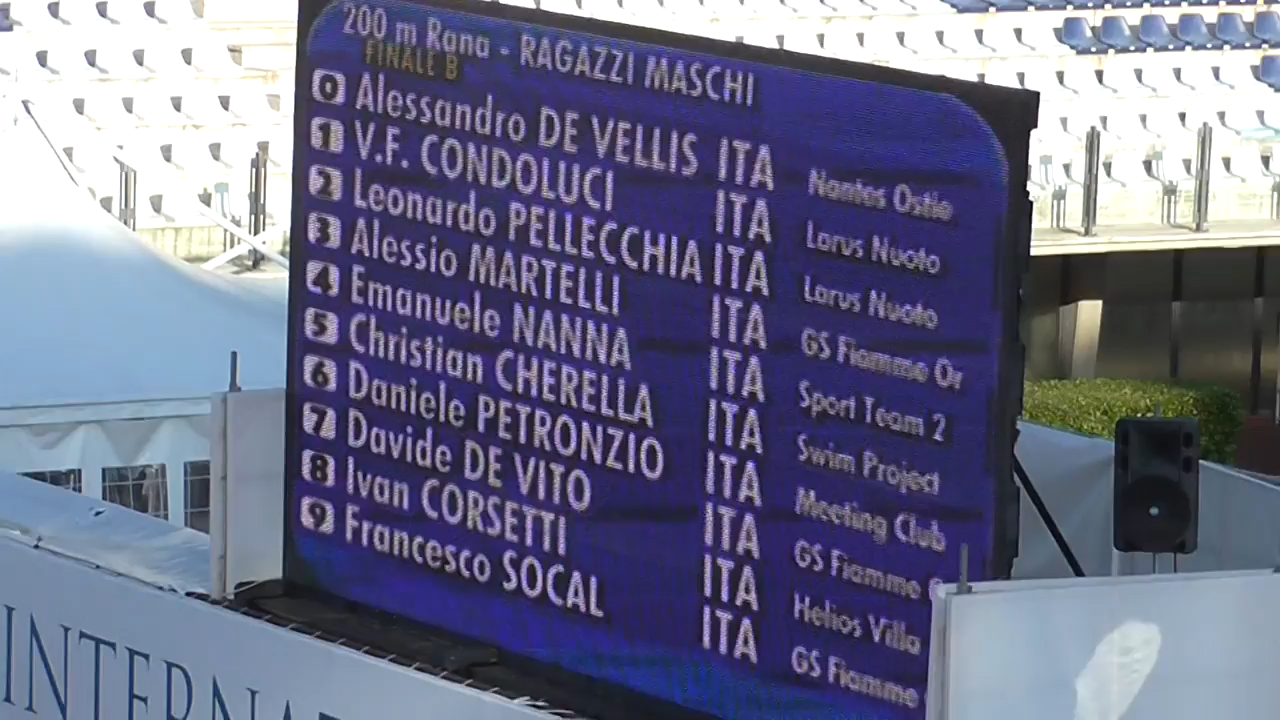 200 m Rana - RAGAZZI MASCHI
FINALE B
0 Alessandro DE VELLIS ITA Nantes Ostia
1 V.F. CONDOLUCI ITA Larus Nuoto
2 Leonardo PELLECCHIA ITA Larus Nuoto
3 Alessio MARTELLI ITA GS Fiamme Or
4 Emanuele NANNA ITA Sport Team 2
5 Christian CHERELLA ITA Swim Project
6 Daniele PETRONZIO ITA Meeting Club
7 Davide DE VITO ITA GS Fiamme
8 Ivan CORSETTI ITA Helios Villa
9 Francesco SOCAL ITA GS Fiamme
INTERNA